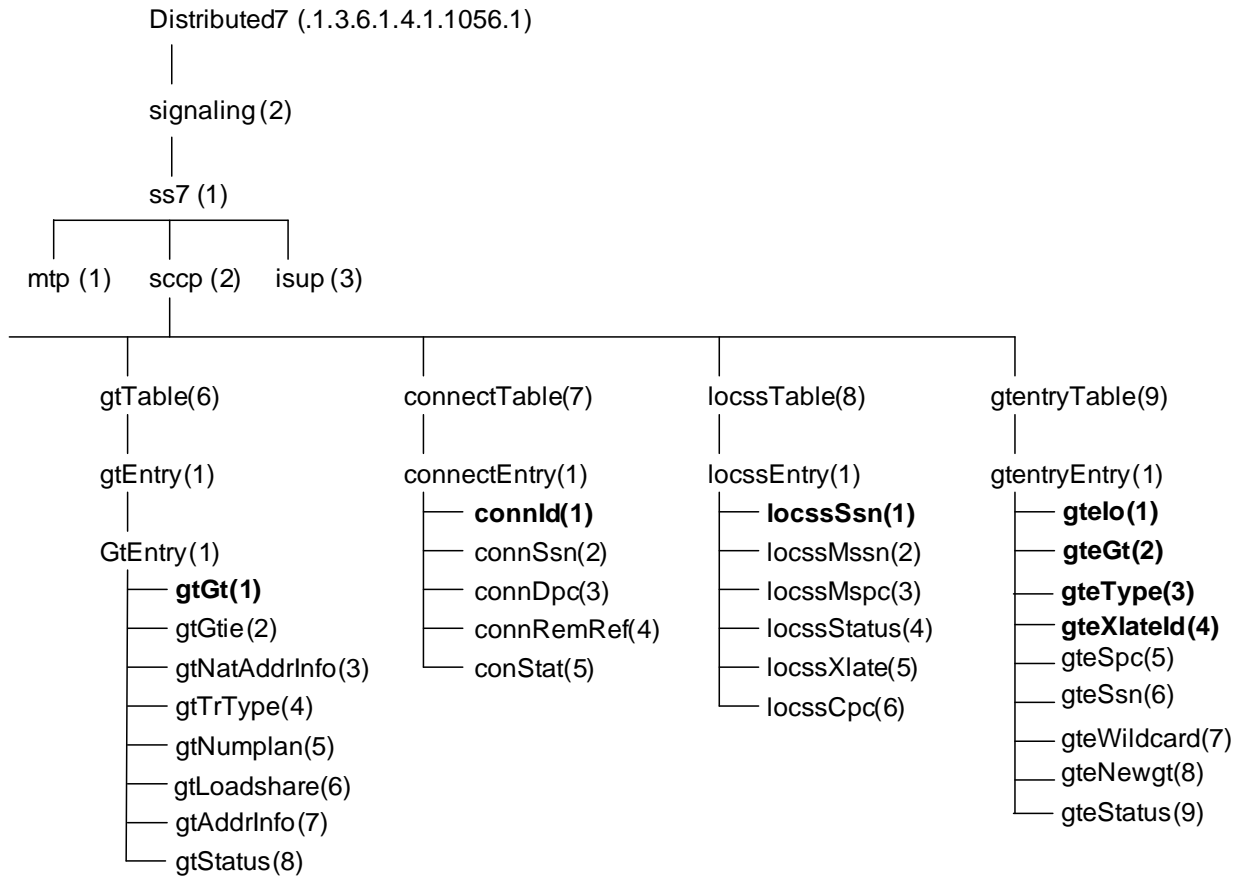 Distributed7 (.1.3.6.1.4.1.1056.1)
signaling (2)
ss7 (1)
mtp (1) sccp (2) isup (3)
gtTable(6) connectTable(7) locssTable(8) gtentryTable(9)
gtEntry(1) connectEntry(1) locssEntry(1) gtentryEntry(1)
GtEntry(1)
gtGt(1)
gtGtie(2)
gtNatAddrInfo(3)
gtTrType(4)
gtNumplan(5)
gtLoadshare(6)
gtAddrInfo(7)
gtStatus(8)
connId(1)
connSsn(2)
connDpc(3)
connRemRef(4)
conStat(5)
locssSsn(1)
locssMssn(2)
locssMspc(3)
locssStatus(4)
locssXlate(5)
locssCpc(6)
gteIo(1)
gteGt(2)
gteType(3)
gteXlateId(4)
gteSpc(5)
gteSsn(6)
gteWildcard(7)
gteNewgt(8)
gteStatus(9)